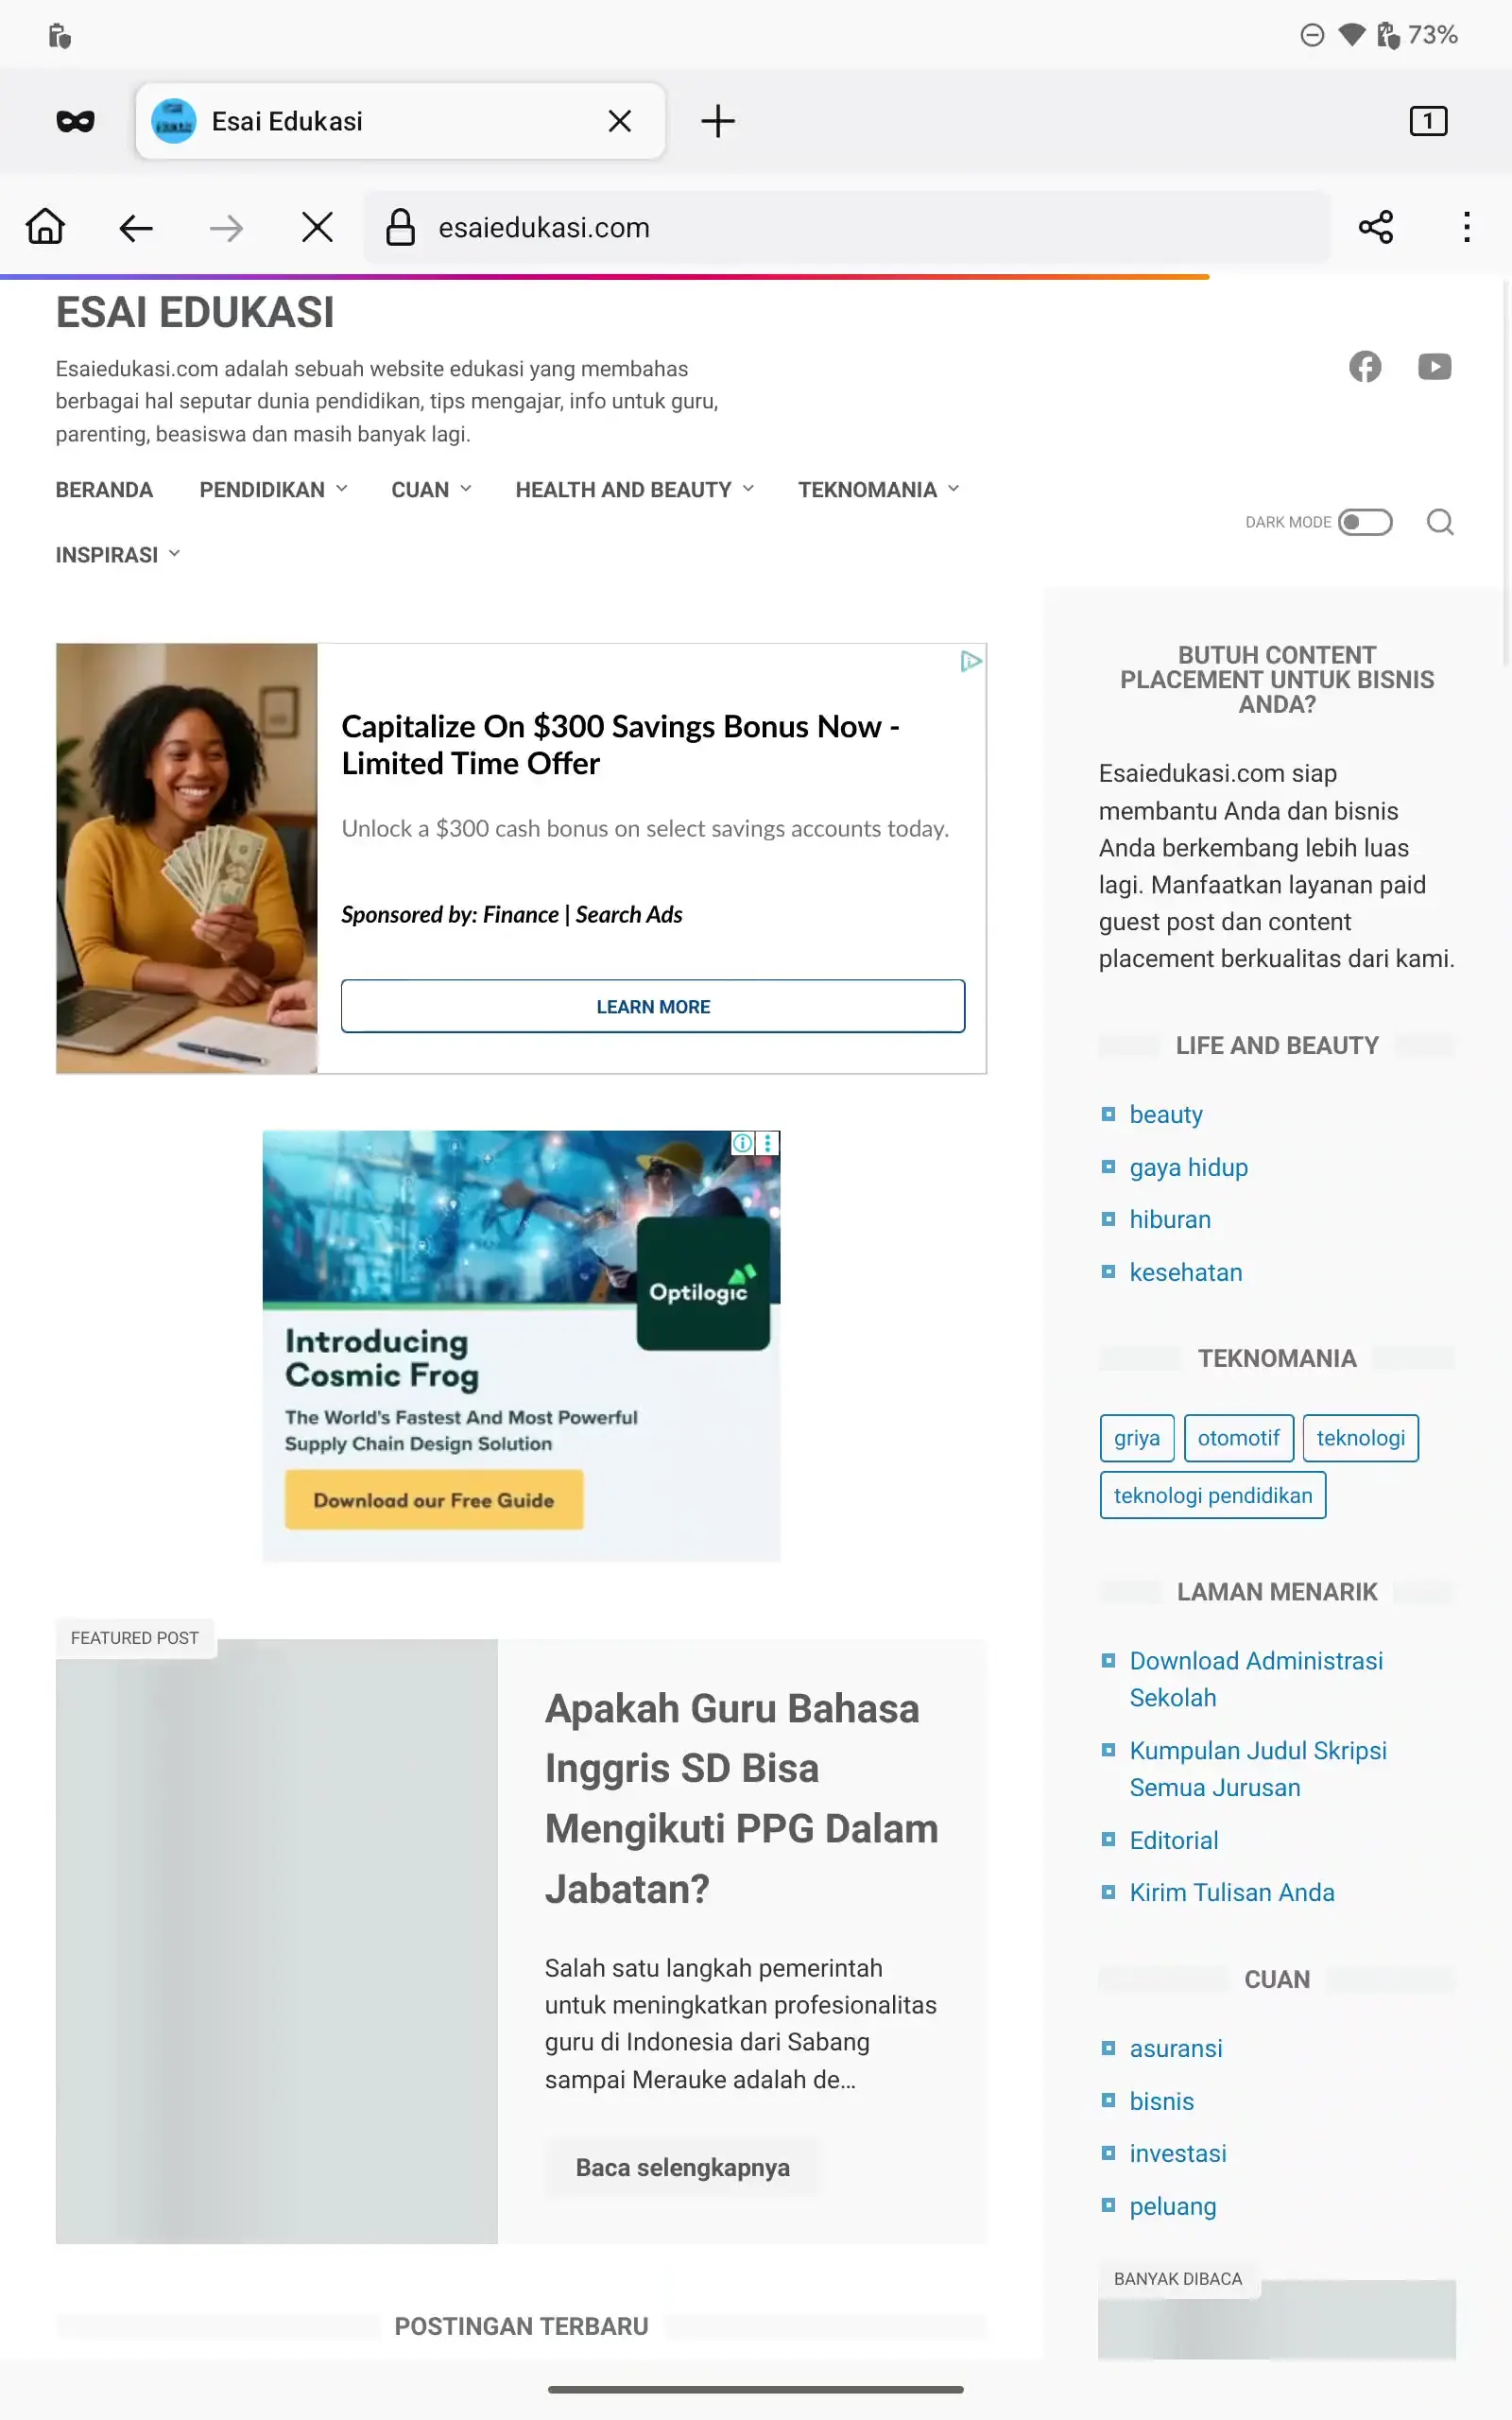 73%
Esai Edukasi
1
esaiedukasi.com
ESAI EDUKASI
Esaiedukasi.com adalah sebuah website edukasi yang membahas
berbagai hal seputar dunia pendidikan, tips mengajar, info untuk guru,
parenting, beasiswa dan masih banyak lagi.
BERANDA PENDIDIKAN CUAN HEALTH AND BEAUTY TEKNOMANIA
INSPIRASI
DARK MODE
Capitalize On $300 Savings Bonus Now -
Limited Time Offer
Unlock a $300 cash bonus on select savings accounts today.
Sponsored by: Finance | Search Ads
LEARN MORE
Optilogic
Introducing
Cosmic Frog
The World's Fastest And Most Powerful
Supply Chain Design Solution
Download our Free Guide
FEATURED POST
Apakah Guru Bahasa
Inggris SD Bisa
Mengikuti PPG Dalam
Jabatan?
Salah satu langkah pemerintah
untuk meningkatkan profesionalitas
guru di Indonesia dari Sabang
sampai Merauke adalah de…
Baca selengkapnya
POSTINGAN TERBARU
BUTUH CONTENT
PLACEMENT UNTUK BISNIS
ANDA?
Esaiedukasi.com siap
membantu Anda dan bisnis
Anda berkembang lebih luas
lagi. Manfaatkan layanan paid
guest post dan content
placement berkualitas dari kami.
LIFE AND BEAUTY
beauty
gaya hidup
hiburan
kesehatan
TEKNOMANIA
griya otomotif teknologi
teknologi pendidikan
LAMAN MENARIK
Download Administrasi
Sekolah
Kumpulan Judul Skripsi
Semua Jurusan
Editorial
Kirim Tulisan Anda
CUAN
asuransi
bisnis
investasi
peluang
BANYAK DIBACA